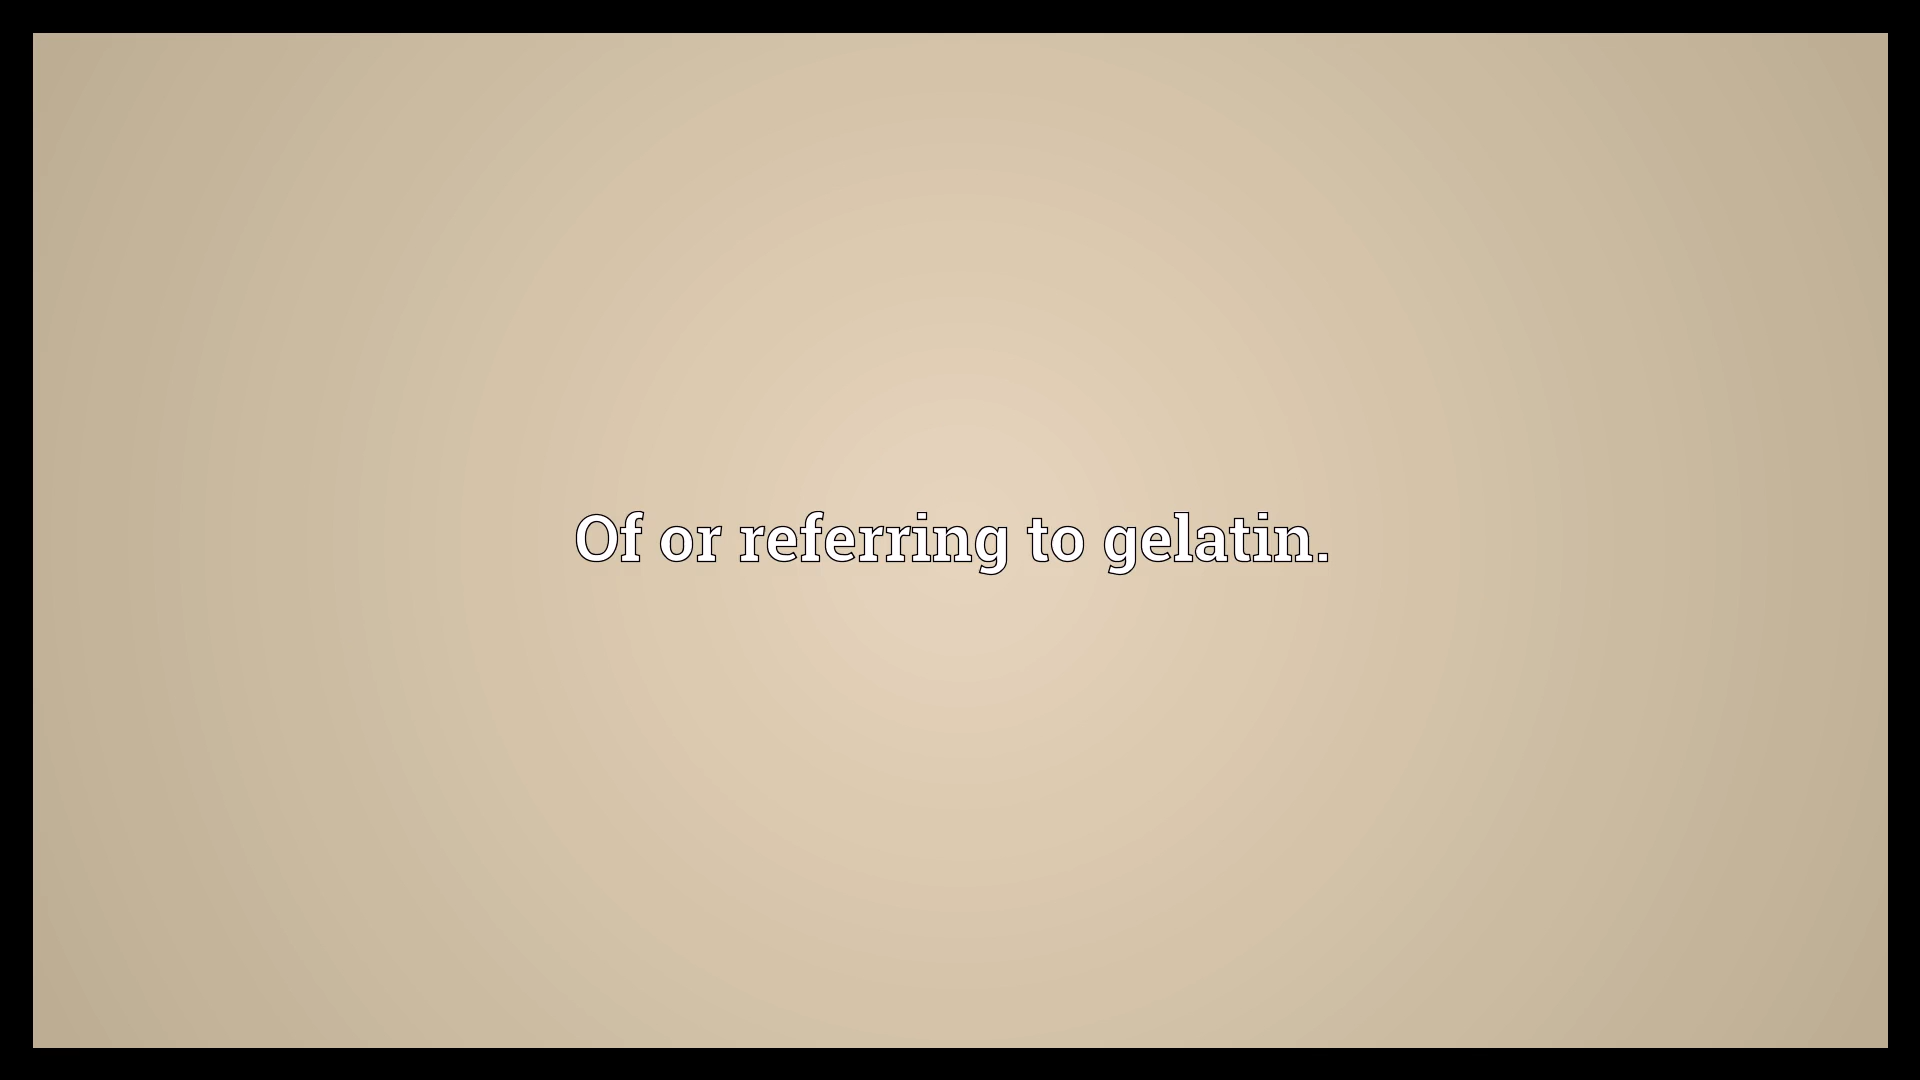 Of or referring to gelatin.